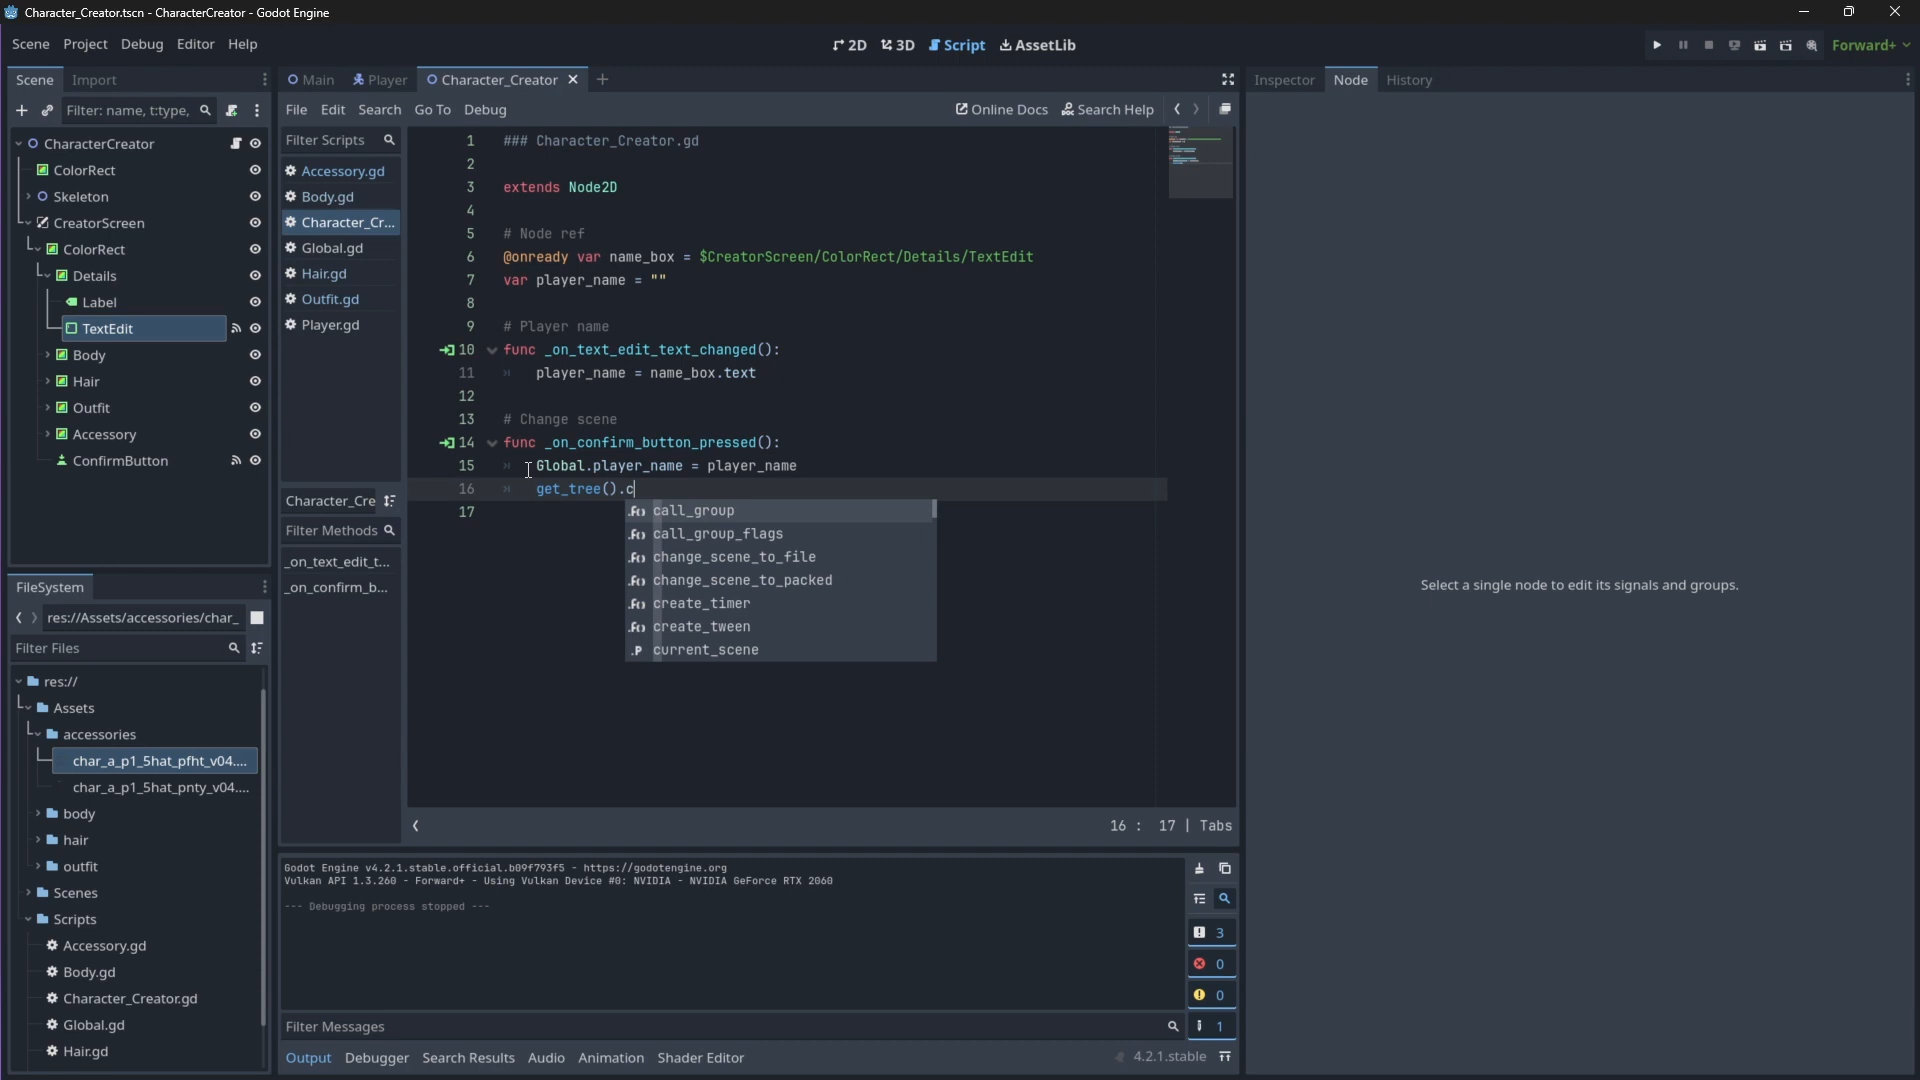 Character_Creator.tscn - CharacterCreator - Godot Engine
Scene Project Debug Editor Help
2D 3D Script AssetLib
Forward+
Scene Import
Filter: name, t:type,
CharacterCreator
ColorRect
Skeleton
CreatorScreen
ColorRect
Details
Label
TextEdit
Body
Hair
Outfit
Accessory
ConfirmButton
FileSystem
res://Assets/accessories/char_
Filter Files
res://
Assets
accessories
char_a_p1_5hat_pfht_v04....
char_a_p1_5hat_pnty_v04....
body
hair
outfit
Scenes
Scripts
Accessory.gd
Body.gd
Character_Creator.gd
Global.gd
Hair.gd
Main Player Character_Creator
File Edit Search Go To Debug
Online Docs Search Help
Filter Scripts
Accessory.gd
Body.gd
Character_Cr...
Global.gd
Hair.gd
Outfit.gd
Player.gd
Character_Cre
Filter Methods
_on_text_edit_t...
_on_confirm_b...
1 ### Character_Creator.gd
2
3 extends Node2D
4
5 # Node ref
6 @onready var name_box = $CreatorScreen/ColorRect/Details/TextEdit
7 var player_name = ""
8
9 # Player name
10 func _on_text_edit_text_changed():
11 player_name = name_box.text
12
13 # Change scene
14 func _on_confirm_button_pressed():
15 Global.player_name = player_name
16 get_tree().c
17
call_group
call_group_flags
change_scene_to_file
change_scene_to_packed
create_timer
create_tween
current_scene
16 : 17 | Tabs
Godot Engine v4.2.1.stable.official.b09f793f5 - https://godotengine.org
Vulkan API 1.3.260 - Forward+ - Using Vulkan Device #0: NVIDIA - NVIDIA GeForce RTX 2060
--- Debugging process stopped ---
3
0
0
1
Filter Messages
Output Debugger Search Results Audio Animation Shader Editor
4.2.1.stable
Inspector Node History
Select a single node to edit its signals and groups.